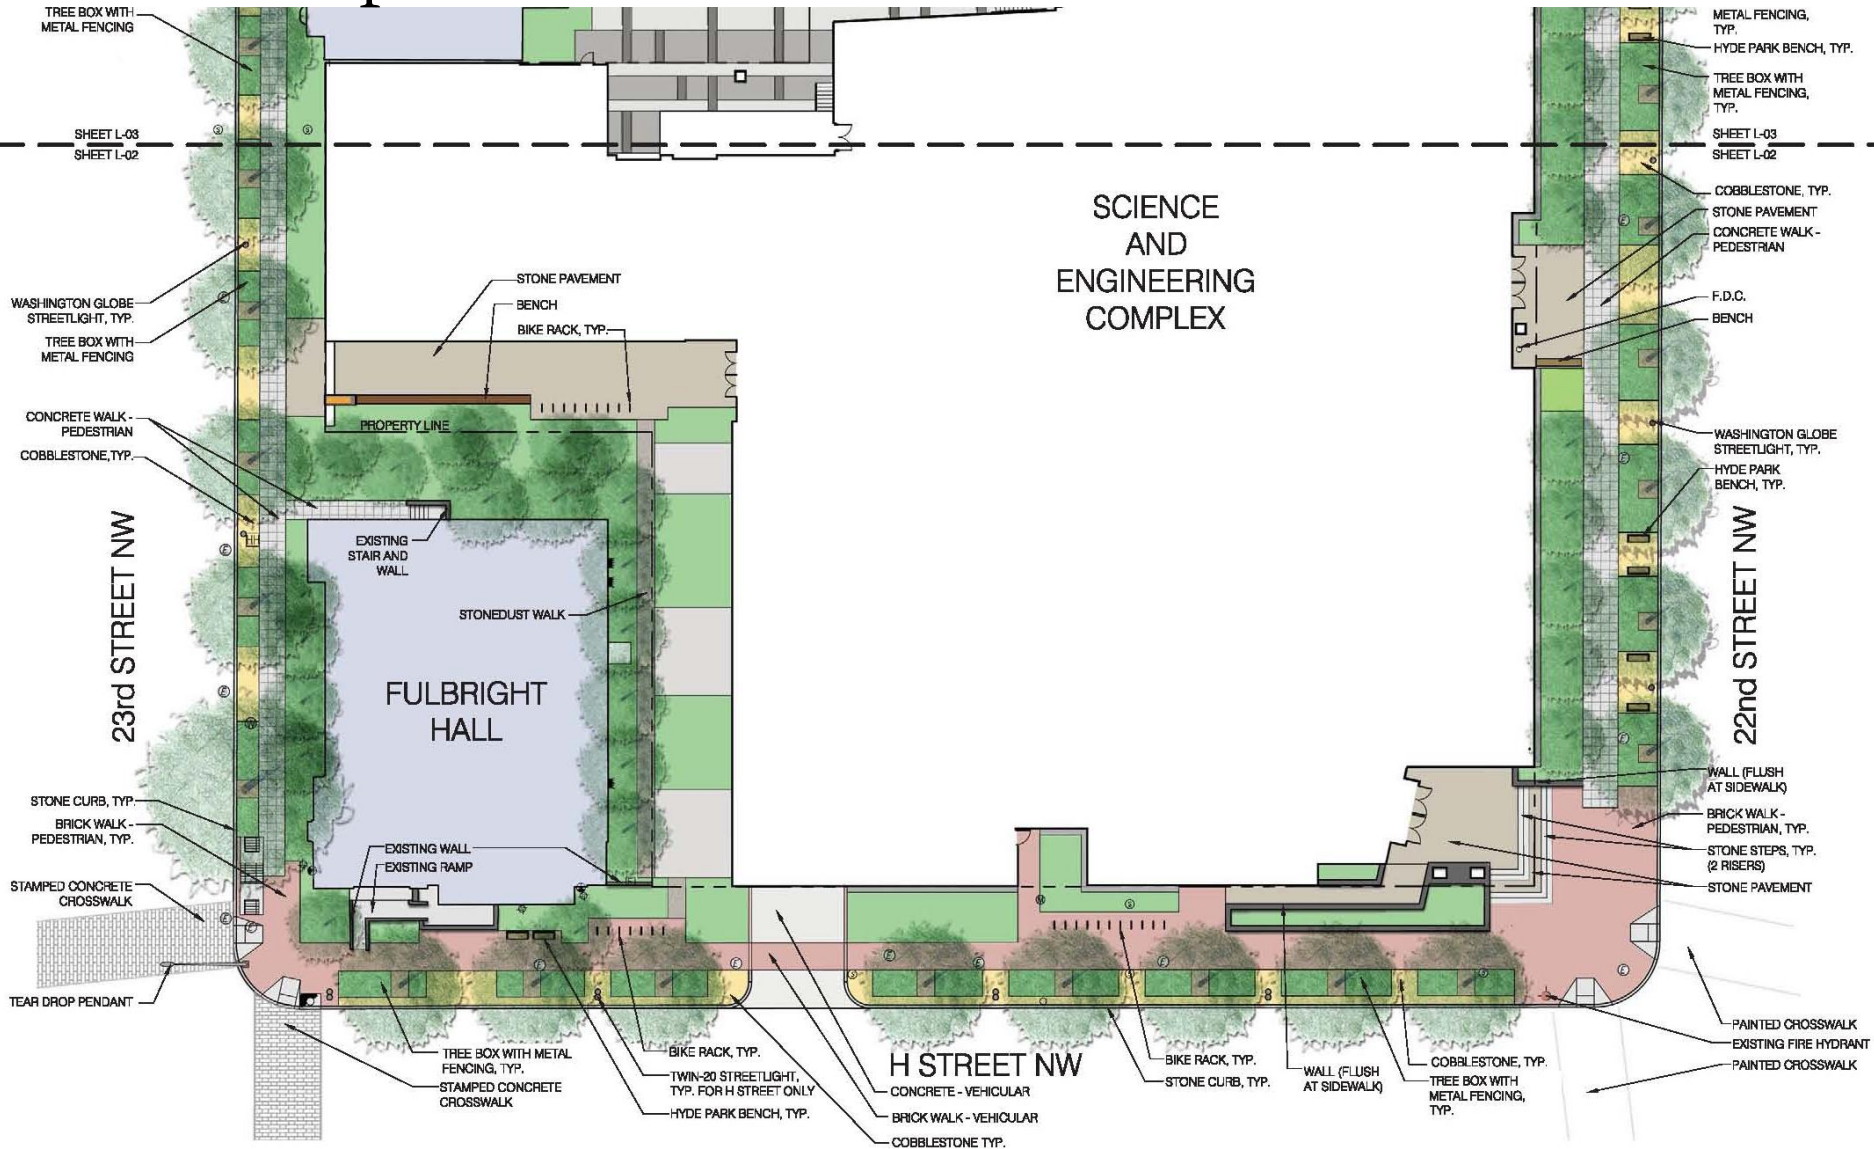 TREE BOX WITH
METAL FENCING
SHEET L-03
SHEET L-02
WASHINGTON GLOBE
STREETLIGHT, TYP.
TREE BOX WITH
METAL FENCING
CONCRETE WALK -
PEDESTRIAN
COBBLESTONE, TYP.
23rd STREET NW
STONE CURB, TYP.
BRICK WALK -
PEDESTRIAN, TYP.
STAMPED CONCRETE
CROSSWALK
TEAR DROP PENDANT
STONE PAVEMENT
BENCH
BIKE RACK, TYP.
PROPERTY LINE
EXISTING
STAIR AND
WALL
STONEDUST WALK
FULBRIGHT
HALL
EXISTING WALL
EXISTING RAMP
SCIENCE
AND
ENGINEERING
COMPLEX
METAL FENCING,
TYP.
HYDE PARK BENCH, TYP.
TREE BOX WITH
METAL FENCING,
TYP.
SHEET L-03
SHEET L-02
COBBLESTONE, TYP.
STONE PAVEMENT
CONCRETE WALK -
PEDESTRIAN
F.D.C.
BENCH
WASHINGTON GLOBE
STREETLIGHT, TYP.
HYDE PARK
BENCH, TYP.
22nd STREET NW
WALL (FLUSH
AT SIDEWALK)
BRICK WALK -
PEDESTRIAN, TYP.
STONE STEPS, TYP.
(2 RISERS)
STONE PAVEMENT
PAINTED CROSSWALK
EXISTING FIRE HYDRANT
PAINTED CROSSWALK
TREE BOX WITH METAL
FENCING, TYP.
STAMPED CONCRETE
CROSSWALK
BIKE RACK, TYP.
TWIN-20 STREETLIGHT,
TYP. FOR H STREET ONLY
HYDE PARK BENCH, TYP.
H STREET NW
CONCRETE - VEHICULAR
BRICK WALK - VEHICULAR
COBBLESTONE TYP.
BIKE RACK, TYP.
STONE CURB, TYP.
WALL (FLUSH
AT SIDEWALK)
COBBLESTONE, TYP.
TREE BOX WITH
METAL FENCING,
TYP.